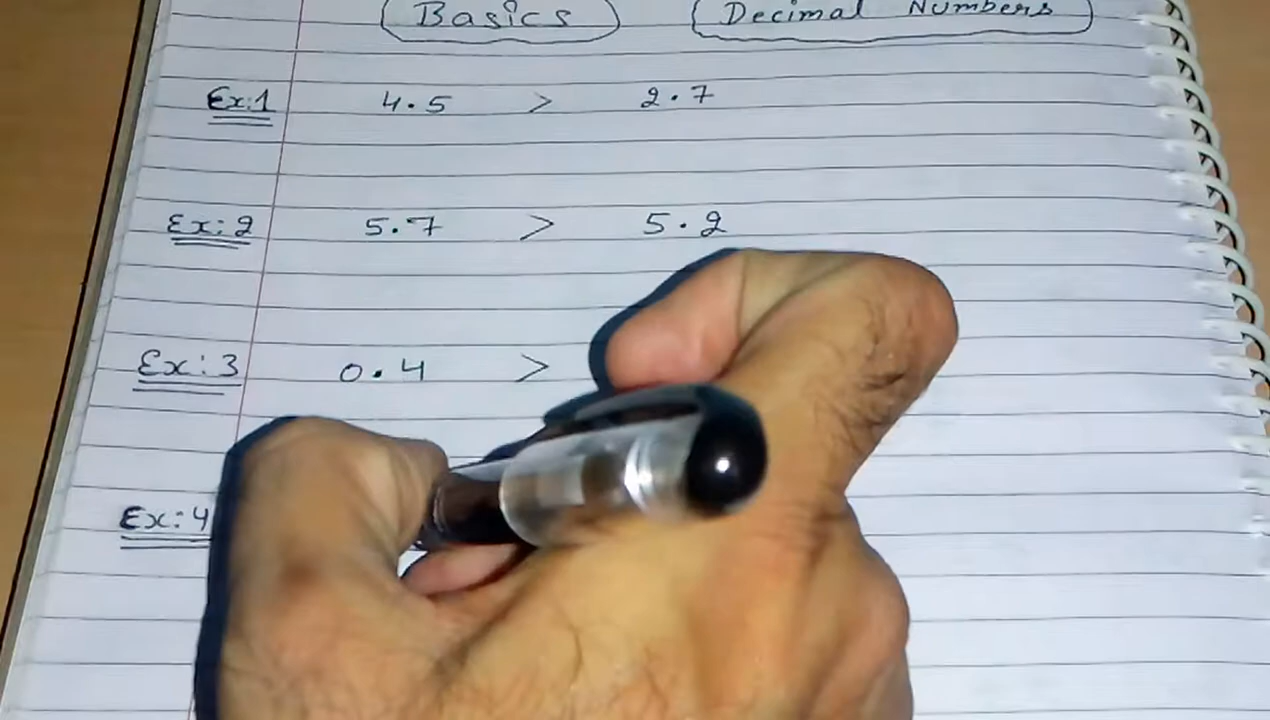 Basics Decimal Numbers
Ex:1 4.5 > 2.7
Ex:2 5.7 > 5.2
Ex:3 0.4 >
Ex:4